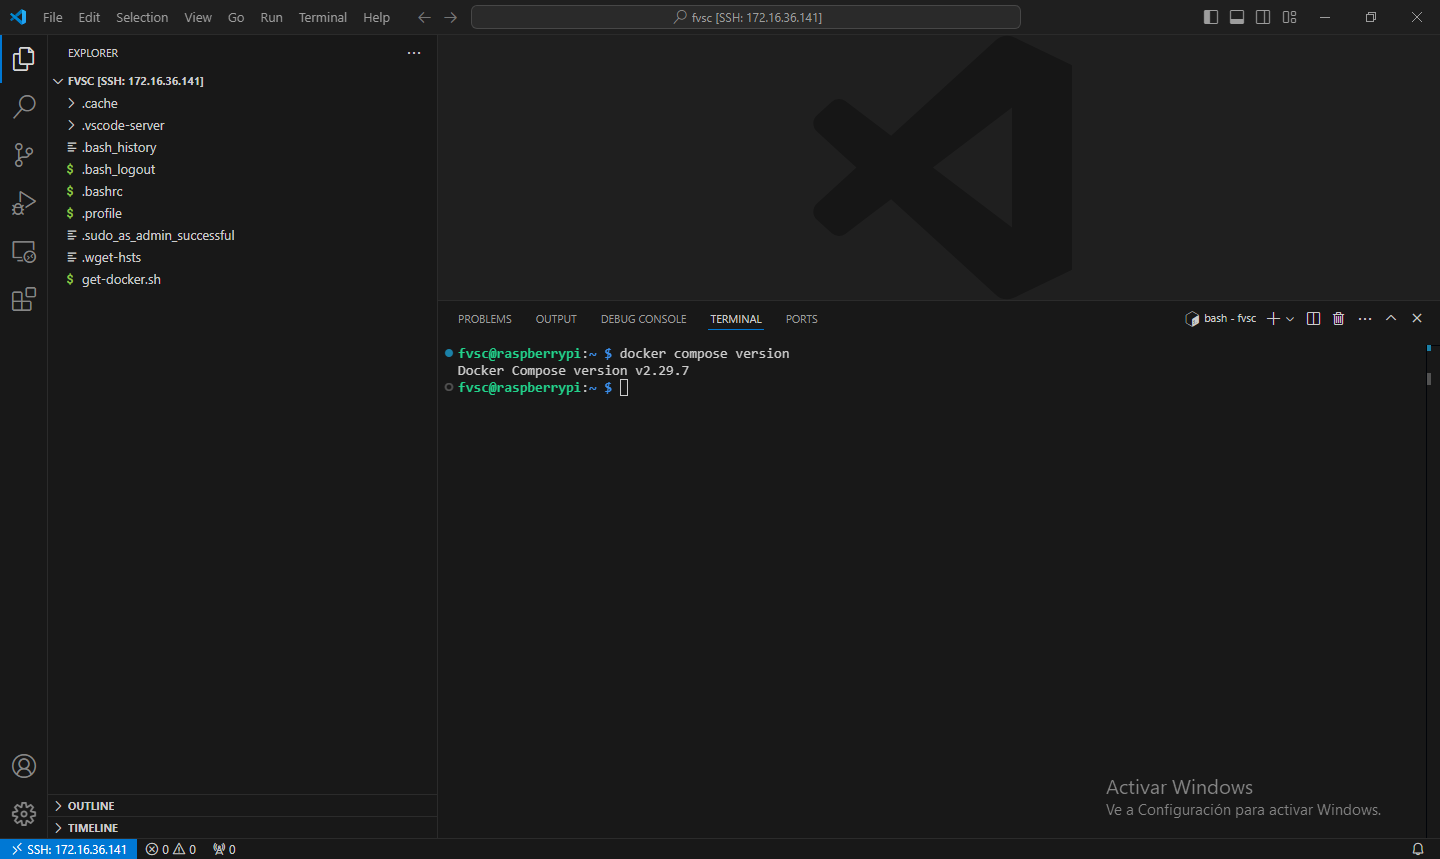 File Edit Selection View Go Run Terminal Help
fvsc [SSH: 172.16.36.141]
EXPLORER
FVSC [SSH: 172.16.36.141]
.cache
.vscode-server
.bash_history
$ .bash_logout
$ .bashrc
$ .profile
.sudo_as_admin_successful
.wget-hsts
$ get-docker.sh
OUTLINE
TIMELINE
PROBLEMS OUTPUT DEBUG CONSOLE TERMINAL PORTS
bash - fvsc
fvsc@raspberrypi:~ $ docker compose version
Docker Compose version v2.29.7
fvsc@raspberrypi:~ $
Activar Windows
Ve a Configuración para activar Windows.
SSH: 172.16.36.141 0 0 0